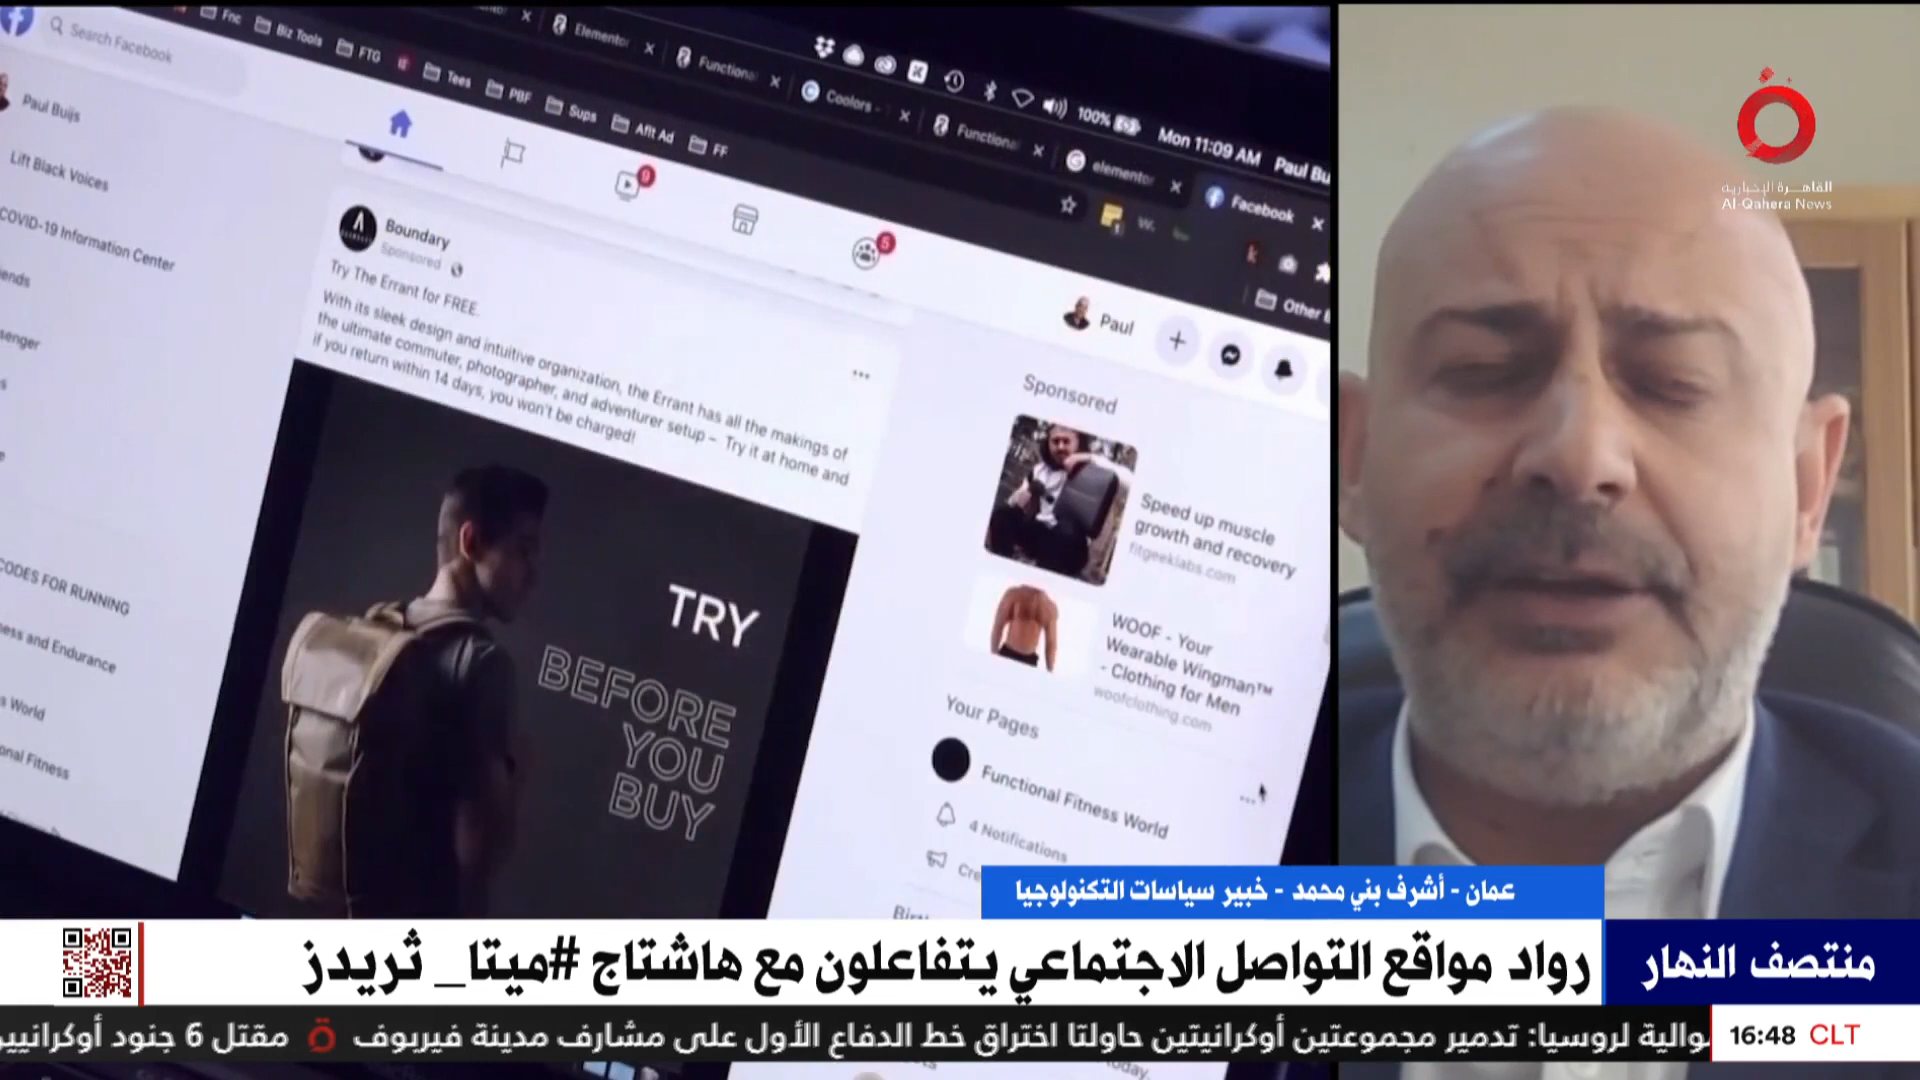 Search Facebook
Fnc
Biz Tools
FTG
Tees
PBF
Sups
Afit Ad
FF
Elementor
Coolors -
elementor
Facebook
100%
Mon 11:09 AM
Paul
Paul Buijs
Lift Black Voices
COVID-19 Information Center
CODES FOR RUNNING
ness and Endurance
World
Fitness
9
5
Boundary
Sponsored
Try The Errant for FREE.
With its sleek design and intuitive organization, the Errant has all the makings of
the ultimate commuter, photographer, and adventurer setup – Try it at home and
if you return within 14 days, you won't be charged!
TRY
BEFORE
YOU
BUY
Paul
Other
Sponsored
Speed up muscle
growth and recovery
fitgeeklabs.com
WOOF - Your
Wearable Wingman™
- Clothing for Men
woofclothing.com
Your Pages
Functional Fitness World
4 Notifications
القاهرة الإخبارية
Al-Qahera News
عمان - أشرف بني محمد - خبير سياسات التكنولوجيا
منتصف النهار
رواد مواقع التواصل الاجتماعي يتفاعلون مع هاشتاج #ميتا_ ثريدز
والية لروسيا: تدمير مجموعتين أوكرانيتين حاولتا اختراق خط الدفاع الأول على مشارف مدينة فيريوف
مقتل 6 جنود
16:48 CLT